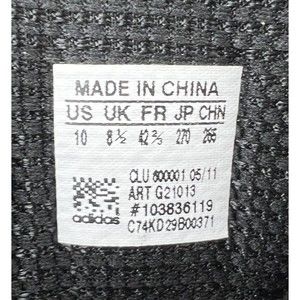 MADE IN CHINA
US UK FR JP CHN
10 8½ 42⅔ 270 265
CLU 600001 05/11
ART G21013
#103836119
adidas C74KD29B00371